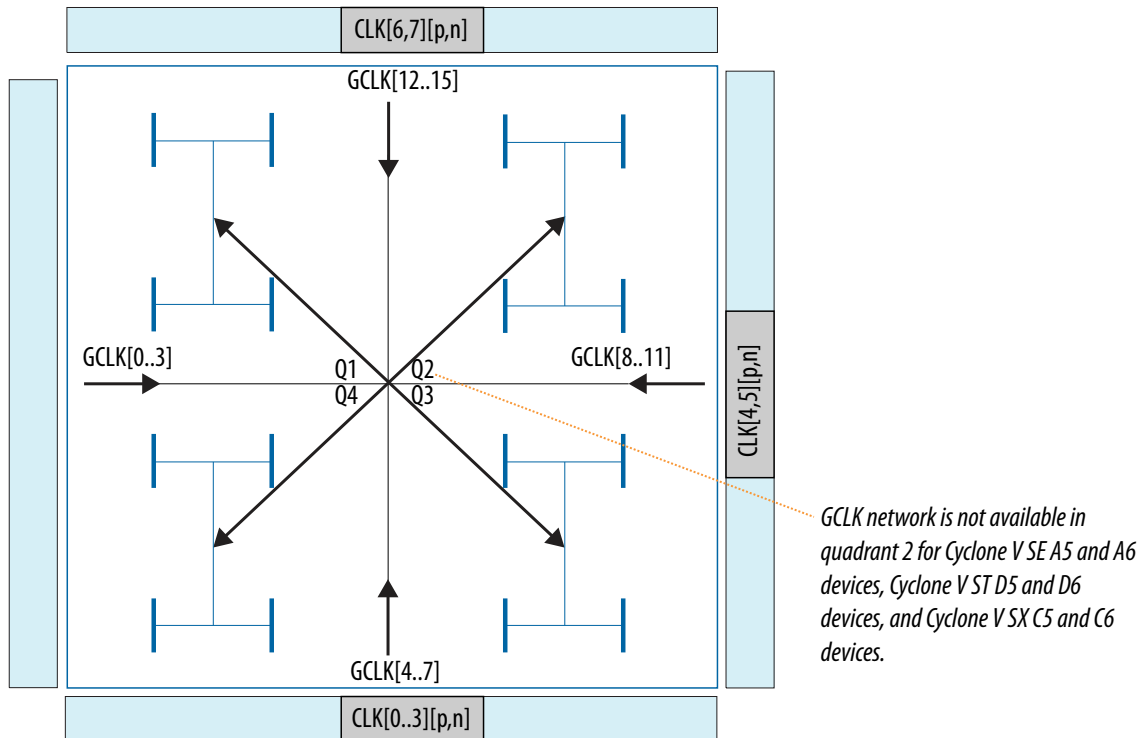 CLK[6,7][p,n]
GCLK[12..15]
GCLK[0..3]
Q1
Q2
GCLK[8..11]
Q4
Q3
CLK[4,5][p,n]
GCLK network is not available in
quadrant 2 for Cyclone V SE A5 and A6
devices, Cyclone V ST D5 and D6
devices, and Cyclone V SX C5 and C6
devices.
GCLK[4..7]
CLK[0..3][p,n]